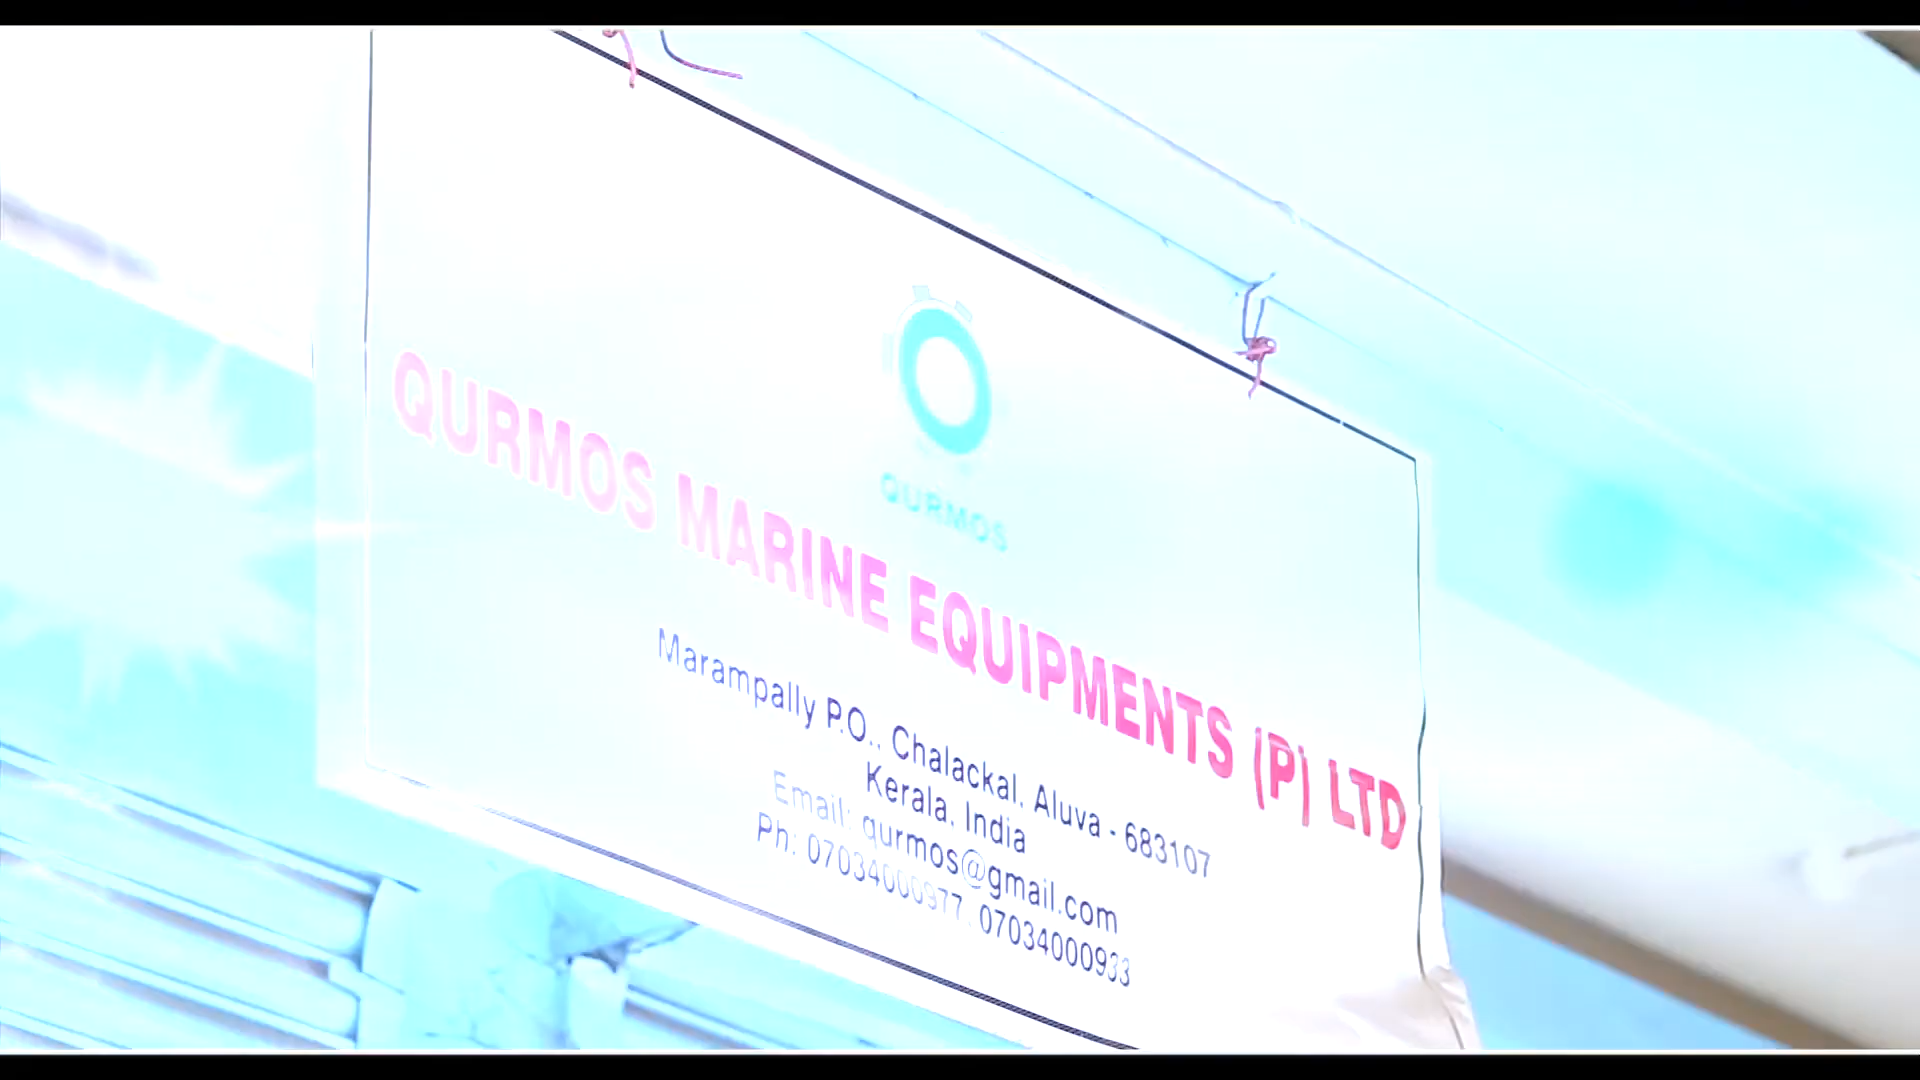 QURMOS
QURMOS MARINE EQUIPMENTS (P) LTD
Marampally P.O., Chalackal, Aluva - 683107
Kerala, India
Email: qurmos@gmail.com
Ph: 07034000977, 07034000933